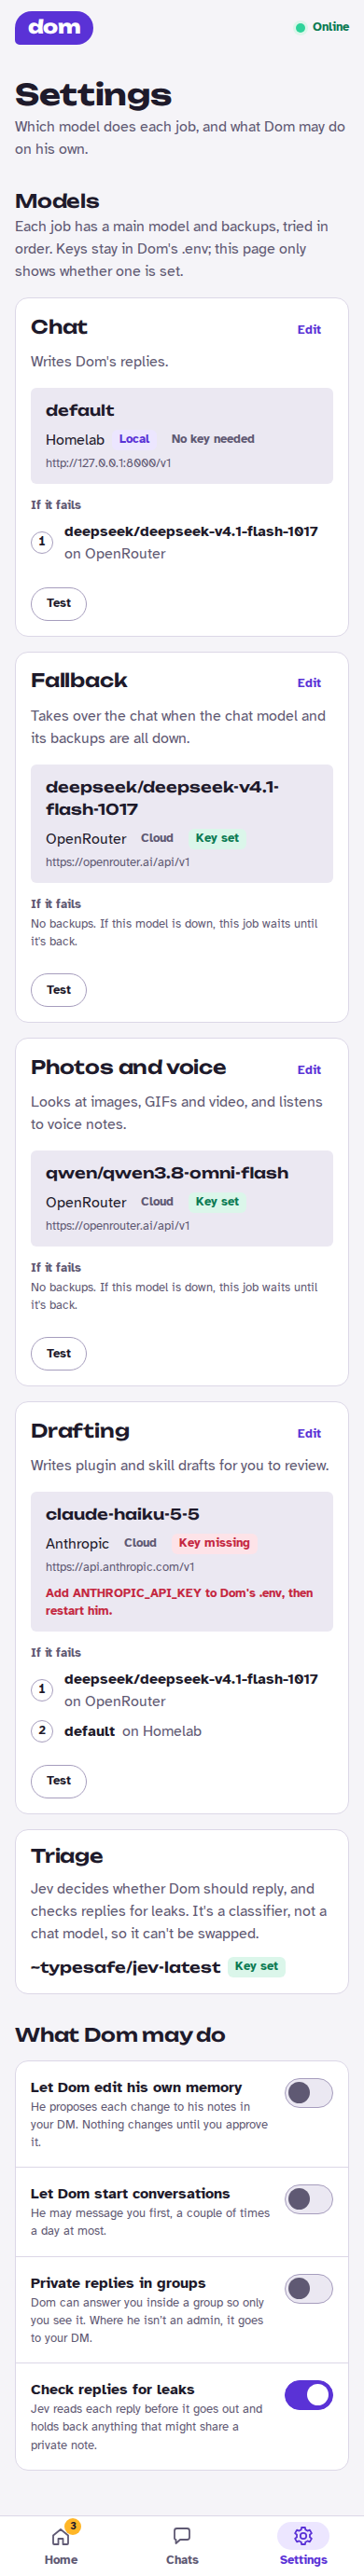 dom
Online
Settings
Which model does each job, and what Dom may do
on his own.
Models
Each job has a main model and backups, tried in
order. Keys stay in Dom's .env; this page only
shows whether one is set.
Chat
Edit
Writes Dom's replies.
default
Homelab Local No key needed
http://127.0.0.1:8000/v1
If it fails
1 deepseek/deepseek-v4.1-flash-1017
on OpenRouter
Test
Fallback
Edit
Takes over the chat when the chat model and
its backups are all down.
deepseek/deepseek-v4.1-
flash-1017
OpenRouter Cloud Key set
https://openrouter.ai/api/v1
If it fails
No backups. If this model is down, this job waits until
it's back.
Test
Photos and voice
Edit
Looks at images, GIFs and video, and listens
to voice notes.
qwen/qwen3.8-omni-flash
OpenRouter Cloud Key set
https://openrouter.ai/api/v1
If it fails
No backups. If this model is down, this job waits until
it's back.
Test
Drafting
Edit
Writes plugin and skill drafts for you to review.
claude-haiku-5-5
Anthropic Cloud Key missing
https://api.anthropic.com/v1
Add ANTHROPIC_API_KEY to Dom's .env, then
restart him.
If it fails
1 deepseek/deepseek-v4.1-flash-1017
on OpenRouter
2 default on Homelab
Test
Triage
Jev decides whether Dom should reply, and
checks replies for leaks. It's a classifier, not a
chat model, so it can't be swapped.
~typesafe/jev-latest Key set
What Dom may do
Let Dom edit his own memory
He proposes each change to his notes in
your DM. Nothing changes until you approve
it.
Let Dom start conversations
He may message you first, a couple of times
a day at most.
Private replies in groups
Dom can answer you inside a group so only
you see it. Where he isn't an admin, it goes
to your DM.
Check replies for leaks
Jev reads each reply before it goes out and
holds back anything that might share a
private note.
3
Home Chats Settings